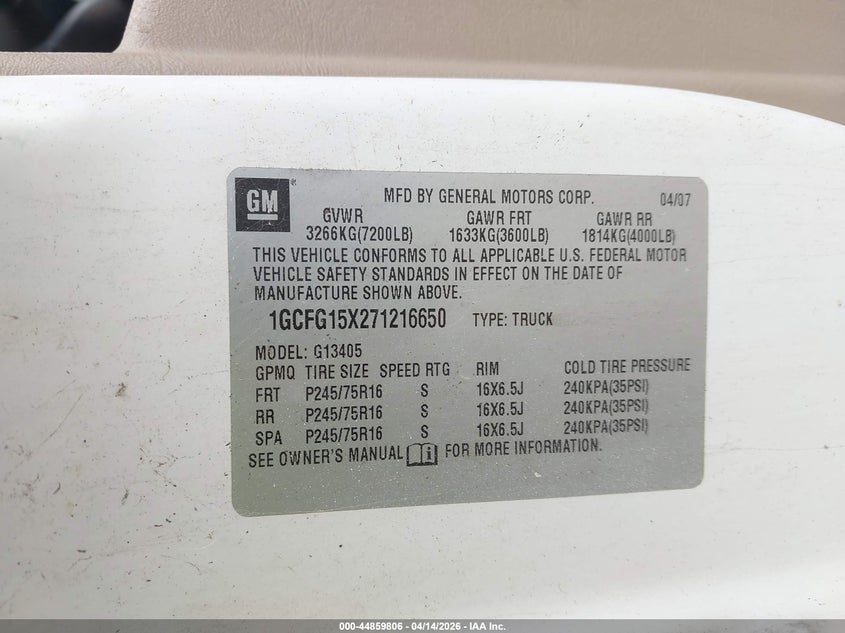 GM
MFD BY GENERAL MOTORS CORP. 04/07
GVWR GAWR FRT GAWR RR
3266KG(7200LB) 1633KG(3600LB) 1814KG(4000LB)
THIS VEHICLE CONFORMS TO ALL APPLICABLE U.S. FEDERAL MOTOR
VEHICLE SAFETY STANDARDS IN EFFECT ON THE DATE OF
MANUFACTURE SHOWN ABOVE.
1GCFG15X271216650 TYPE: TRUCK
MODEL: G13405
GPMQ TIRE SIZE SPEED RTG RIM COLD TIRE PRESSURE
FRT P245/75R16 S 16X6.5J 240KPA(35PSI)
RR P245/75R16 S 16X6.5J 240KPA(35PSI)
SPA P245/75R16 S 16X6.5J 240KPA(35PSI)
SEE OWNER'S MANUAL FOR MORE INFORMATION.
000-44859806 - 04/14/2026 - IAA Inc.